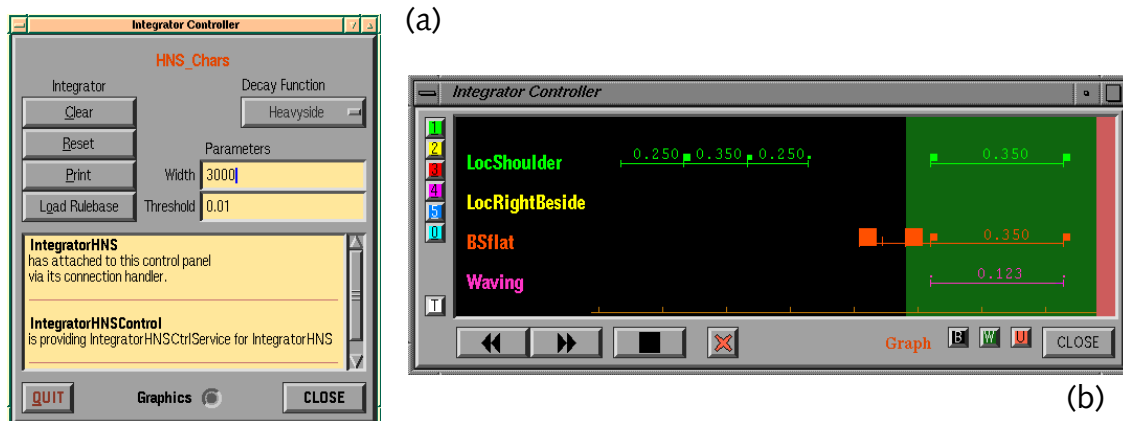 (a)
Integrator Controller
HNS_Chars
Integrator
Decay Function
Clear
Heavyside
Reset
Parameters
Print
Width 3000
Load Rulebase
Threshold 0.01
IntegratorHNS
has attached to this control panel
via its connection handler.
IntegratorHNSControl
is providing IntegratorHNSCtrlService for IntegratorHNS
QUIT
Graphics
CLOSE
Integrator Controller
1
2
3
4
5
0
T
LocShoulder 0.250 0.350 0.250 0.350
LocRightBeside
BSflat 0.350
Waving 0.123
Graph B W U CLOSE
(b)